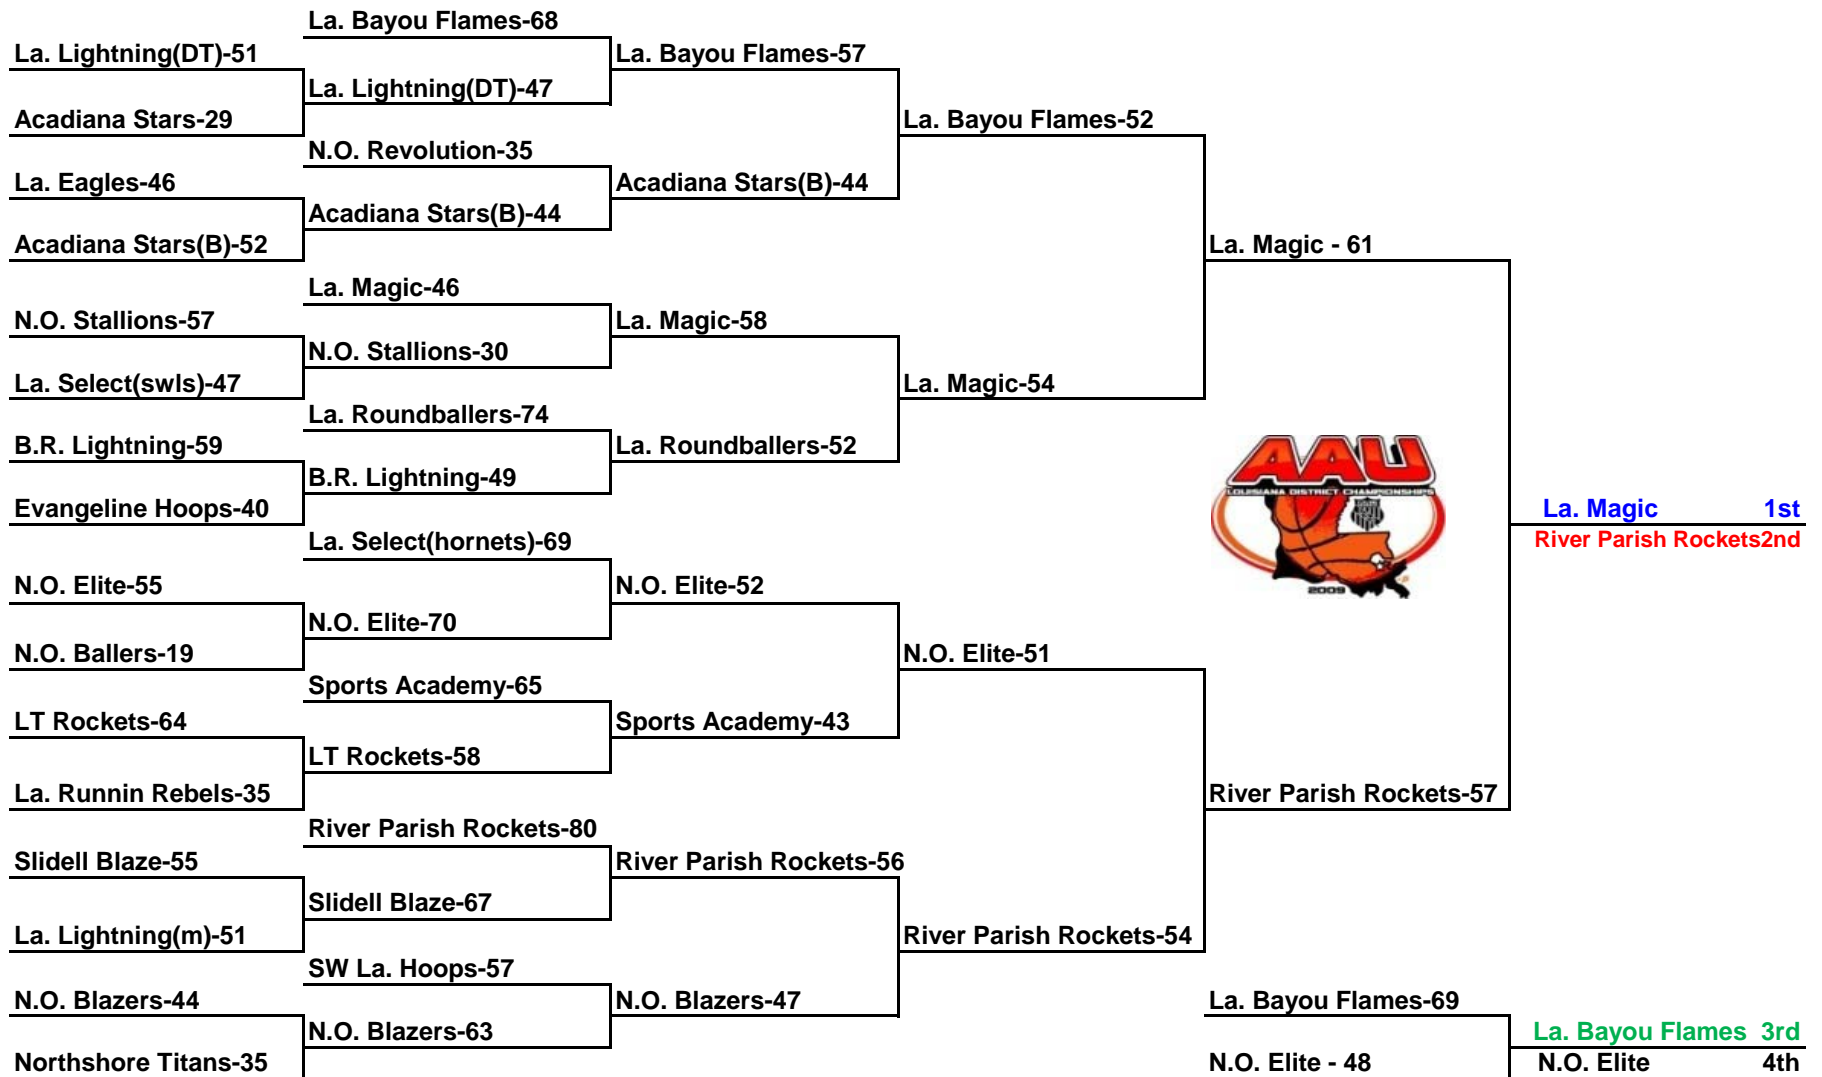 La. Bayou Flames-68
La. Lightning(DT)-51
La. Bayou Flames-57
La. Lightning(DT)-47
Acadiana Stars-29
La. Bayou Flames-52
N.O. Revolution-35
La. Eagles-46
Acadiana Stars(B)-44
Acadiana Stars(B)-44
Acadiana Stars(B)-52
La. Magic - 61
La. Magic-46
N.O. Stallions-57
La. Magic-58
N.O. Stallions-30
La. Select(swls)-47
La. Magic-54
La. Roundballers-74
B.R. Lightning-59
La. Roundballers-52
AAU
LOUISIANA DISTRICT CHAMPIONSHIPS
2009
B.R. Lightning-49
Evangeline Hoops-40
La. Magic 1st
River Parish Rockets2nd
La. Select(hornets)-69
N.O. Elite-55
N.O. Elite-52
N.O. Elite-70
N.O. Ballers-19
N.O. Elite-51
Sports Academy-65
LT Rockets-64
Sports Academy-43
LT Rockets-58
La. Runnin Rebels-35
River Parish Rockets-57
River Parish Rockets-80
Slidell Blaze-55
River Parish Rockets-56
Slidell Blaze-67
La. Lightning(m)-51
River Parish Rockets-54
SW La. Hoops-57
N.O. Blazers-44
N.O. Blazers-47
La. Bayou Flames-69
N.O. Blazers-63
La. Bayou Flames 3rd
Northshore Titans-35
N.O. Elite - 48
N.O. Elite 4th